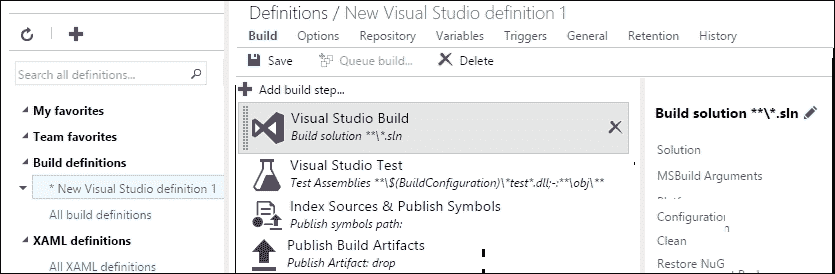 Search all definitions...
My favorites
Team favorites
Build definitions
* New Visual Studio definition 1
All build definitions
XAML definitions
All XAML definitions
Definitions / New Visual Studio definition 1
Build Options Repository Variables Triggers General Retention History
Save Queue build... Delete
Add build step...
Visual Studio Build
Build solution **\*.sln
Visual Studio Test
Test Assemblies **\$(BuildConfiguration)\*test*.dll;-:**\obj\**
Index Sources & Publish Symbols
Publish symbols path:
Publish Build Artifacts
Publish Artifact: drop
Build solution **\*.sln
Solution
MSBuild Arguments
Configuration
Clean
Restore NuG